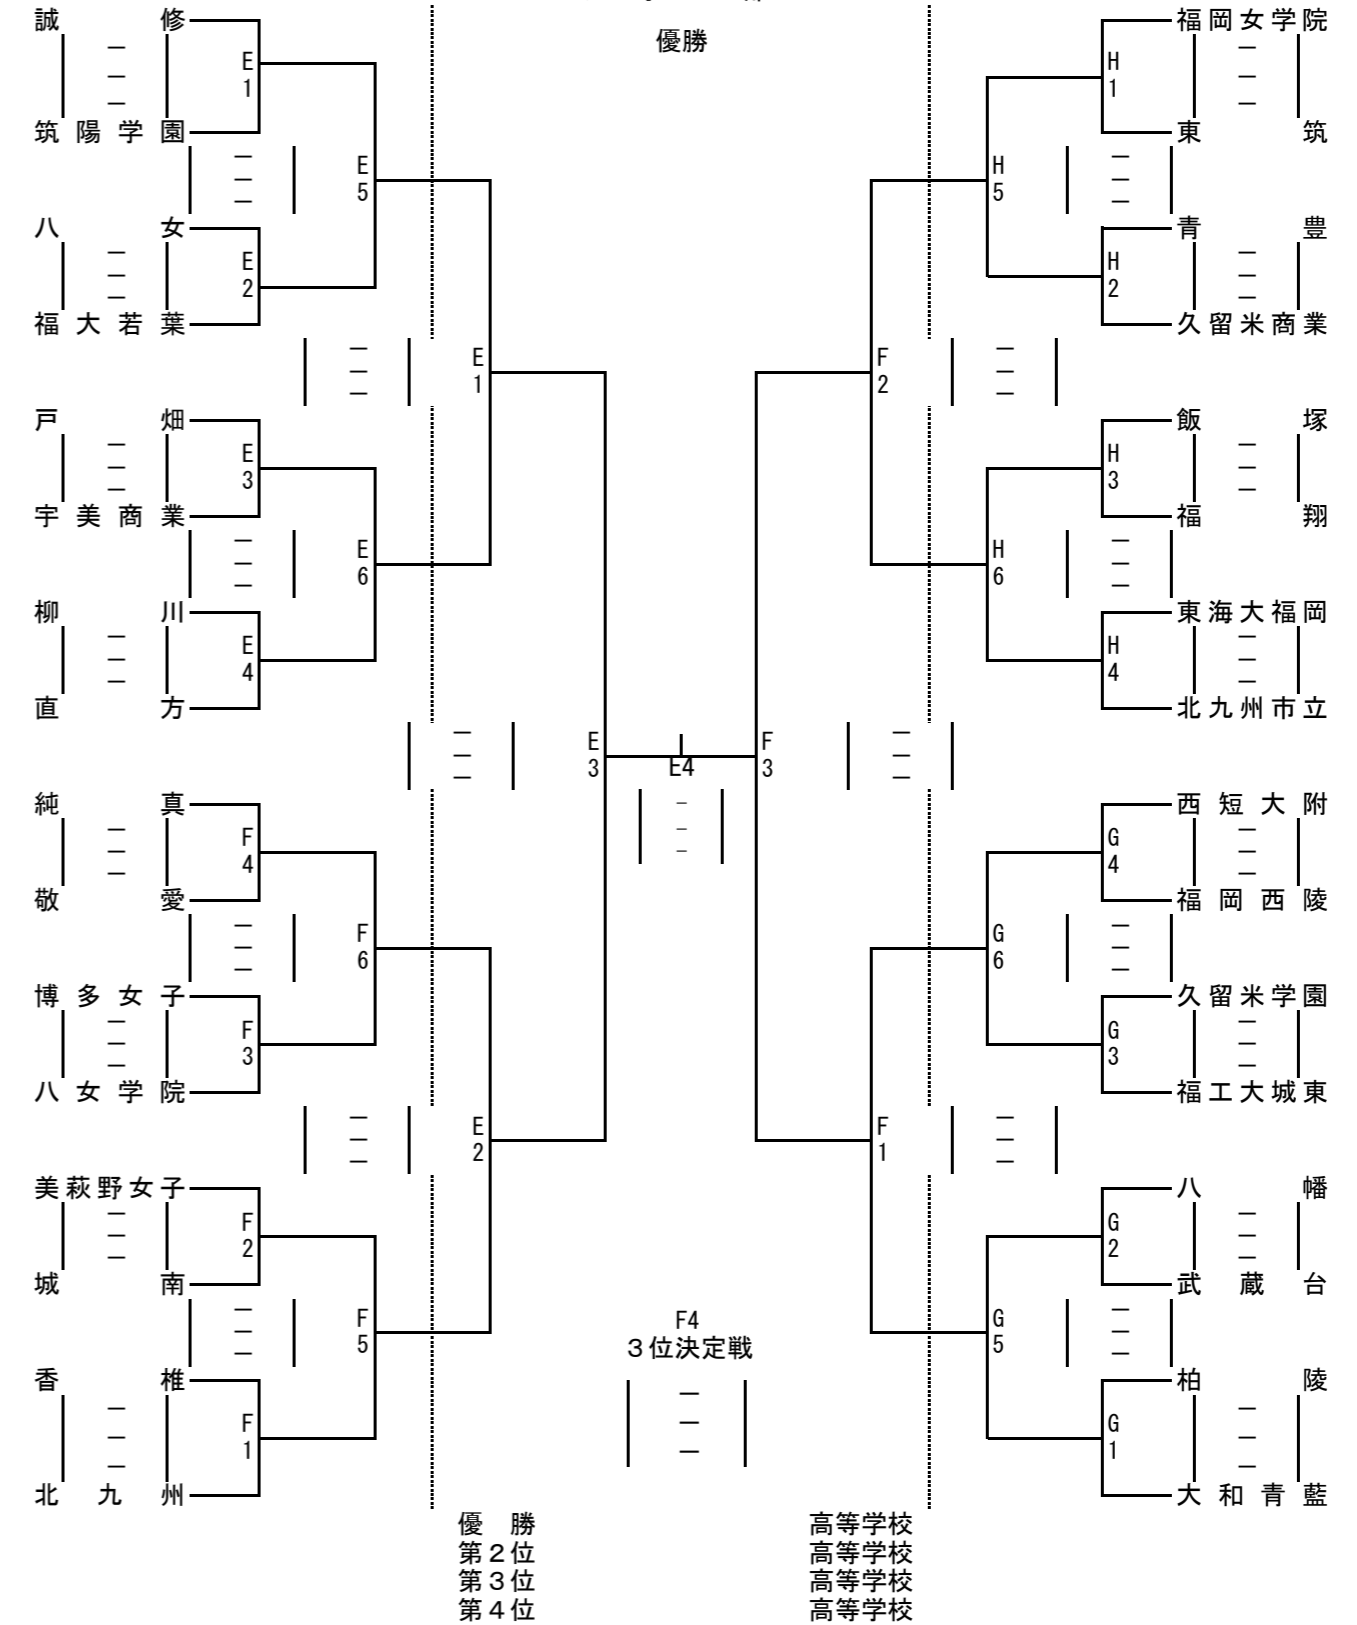 優勝
誠修
E1
筑陽学園
E5
八女
E2
福大若葉
E1
戸畑
E3
宇美商業
E6
柳川
E4
直方
E3
純真
F4
敬愛
F6
博多女子
F3
八女学院
E2
美萩野女子
F2
城南
F5
香椎
F1
北九州
E4
福岡女学院
H1
東筑
H5
青豊
H2
久留米商業
F2
飯塚
H3
福翔
H6
東海大福岡
H4
北九州市立
F3
西短大附
G4
福岡西陵
G6
久留米学園
G3
福工大城東
F1
八幡
G2
武蔵台
G5
柏陵
G1
大和青藍
F4
3位決定戦
優勝 高等学校
第2位 高等学校
第3位 高等学校
第4位 高等学校